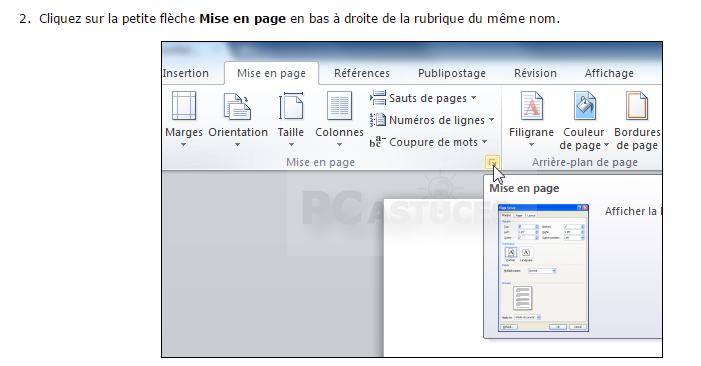 2. Cliquez sur la petite flèche Mise en page en bas à droite de la rubrique du même nom.
Insertion Mise en page Références Publipostage Révision Affichage
Marges Orientation Taille Colonnes
Sauts de pages
Numéros de lignes
Coupure de mots
Filigrane Couleur de page Bordures de page
Mise en page Arrière-plan de page
PC ASTUCES
Mise en page
Afficher la